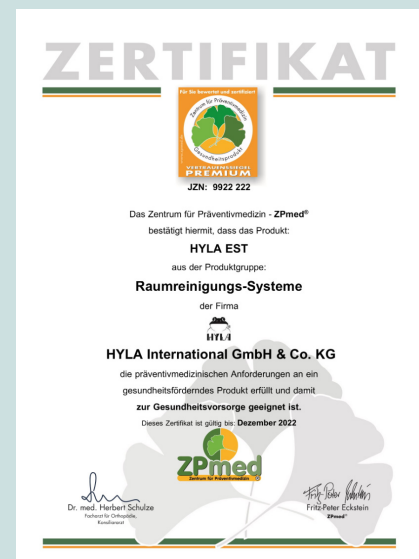 ZERTIFIKAT
Für Sie bewertet und zertifiziert
Zentrum für Präventivmedizin
Gesundheitsprodukt
VERTRAUENSSIEGEL
PREMIUM
JZN: 9922 222
Das Zentrum für Präventivmedizin - ZPmed®
bestätigt hiermit, dass das Produkt:
HYLA EST
aus der Produktgruppe:
Raumreinigungs-Systeme
der Firma
HYLA
HYLA International GmbH & Co. KG
die präventivmedizinischen Anforderungen an ein
gesundheitsförderndes Produkt erfüllt und damit
zur Gesundheitsvorsorge geeignet ist.
Dieses Zertifikat ist gültig bis: Dezember 2022
ZPmed
Zentrum für Präventivmedizin
Dr. med. Herbert Schulze
Facharzt für Orthopädie,
Konsiliararzt
Fritz-Peter Eckstein
ZPmed®